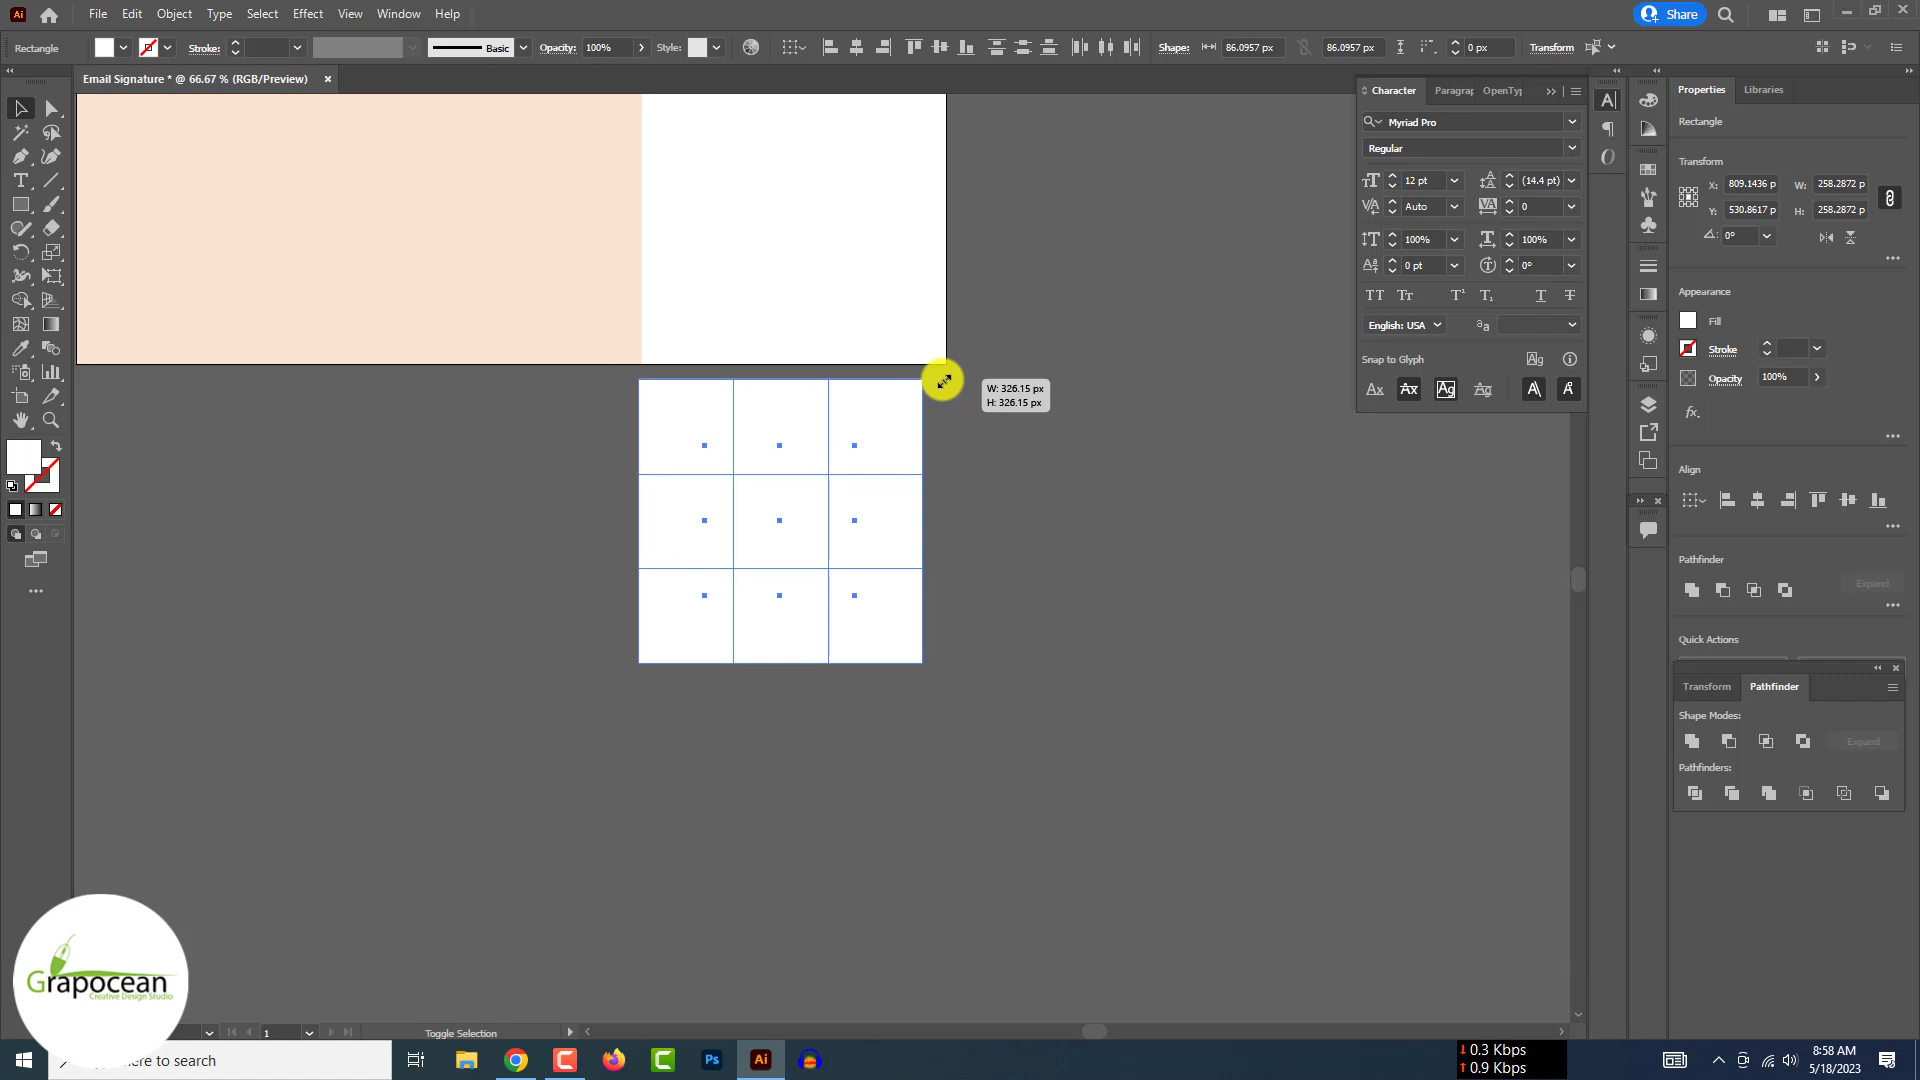 Ai File Edit Object Type Select Effect View Window Help Share
Rectangle Stroke: Basic Opacity: 100% Style: Shape: 86.0957 px 86.0957 px 0 px Transform
Email Signature * @ 66.67 % (RGB/Preview) ×
Character Paragrap OpenTyp
Myriad Pro
Regular
12 pt (14.4 pt)
Auto 0
100% 100%
0 pt 0°
English: USA
Snap to Glyph
Properties Libraries
Rectangle
Transform
X: 809.1436 p W: 258.2872 p
Y: 530.8617 p H: 258.2872 p
0°
Appearance
Fill
Stroke
Opacity 100%
fx.
Align
Pathfinder
Expand
Quick Actions
Transform Pathfinder
Shape Modes:
Expand
Pathfinders:
W: 326.15 px
H: 326.15 px
Grapocean
Creative Design Studio
1 Toggle Selection
here to search
Ps Ai
0.3 Kbps
0.9 Kbps
8:58 AM
5/18/2023